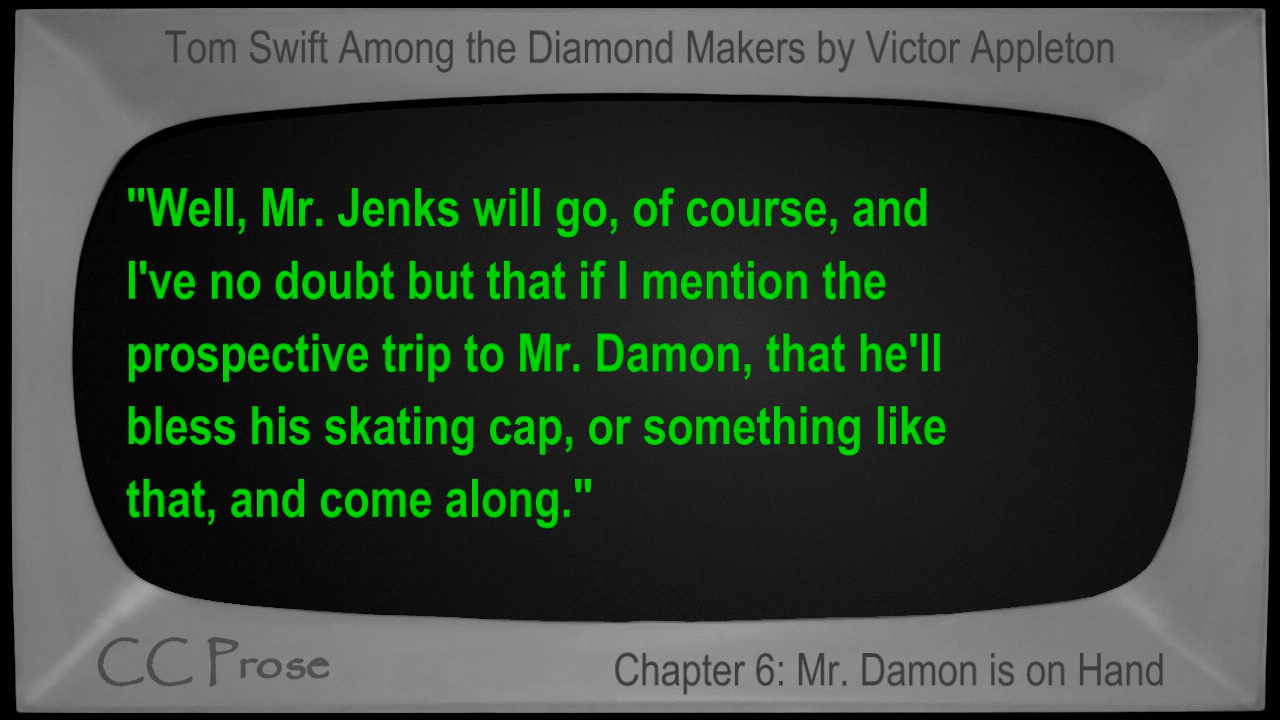 Tom Swift Among the Diamond Makers by Victor Appleton
"Well, Mr. Jenks will go, of course, and
I've no doubt but that if I mention the
prospective trip to Mr. Damon, that he'll
bless his skating cap, or something like
that, and come along."
CC Prose
Chapter 6: Mr. Damon is on Hand